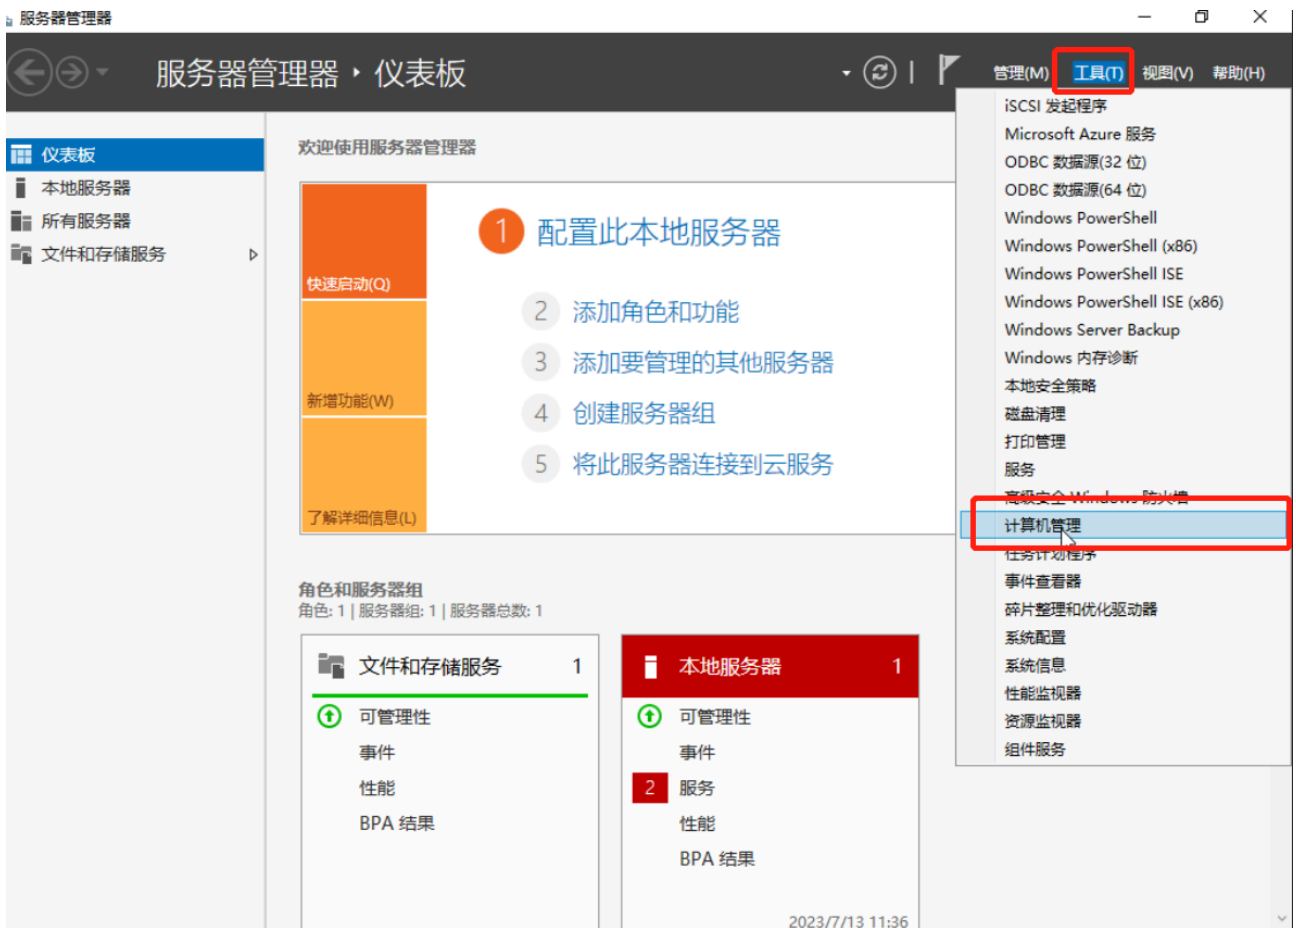 服务器管理器
服务器管理器 ‣ 仪表板
管理(M) 工具(T) 视图(V) 帮助(H)
仪表板
本地服务器
所有服务器
文件和存储服务
欢迎使用服务器管理器
快速启动(Q)
新增功能(W)
了解详细信息(L)
1 配置此本地服务器
2 添加角色和功能
3 添加要管理的其他服务器
4 创建服务器组
5 将此服务器连接到云服务
角色和服务器组
角色: 1 | 服务器组: 1 | 服务器总数: 1
文件和存储服务 1
可管理性
事件
性能
BPA 结果
本地服务器 1
可管理性
事件
2 服务
性能
BPA 结果
2023/7/13 11:36
iSCSI 发起程序
Microsoft Azure 服务
ODBC 数据源(32 位)
ODBC 数据源(64 位)
Windows PowerShell
Windows PowerShell (x86)
Windows PowerShell ISE
Windows PowerShell ISE (x86)
Windows Server Backup
Windows 内存诊断
本地安全策略
磁盘清理
打印管理
服务
高级安全 Windows 防火墙
计算机管理
任务计划程序
事件查看器
碎片整理和优化驱动器
系统配置
系统信息
性能监视器
资源监视器
组件服务